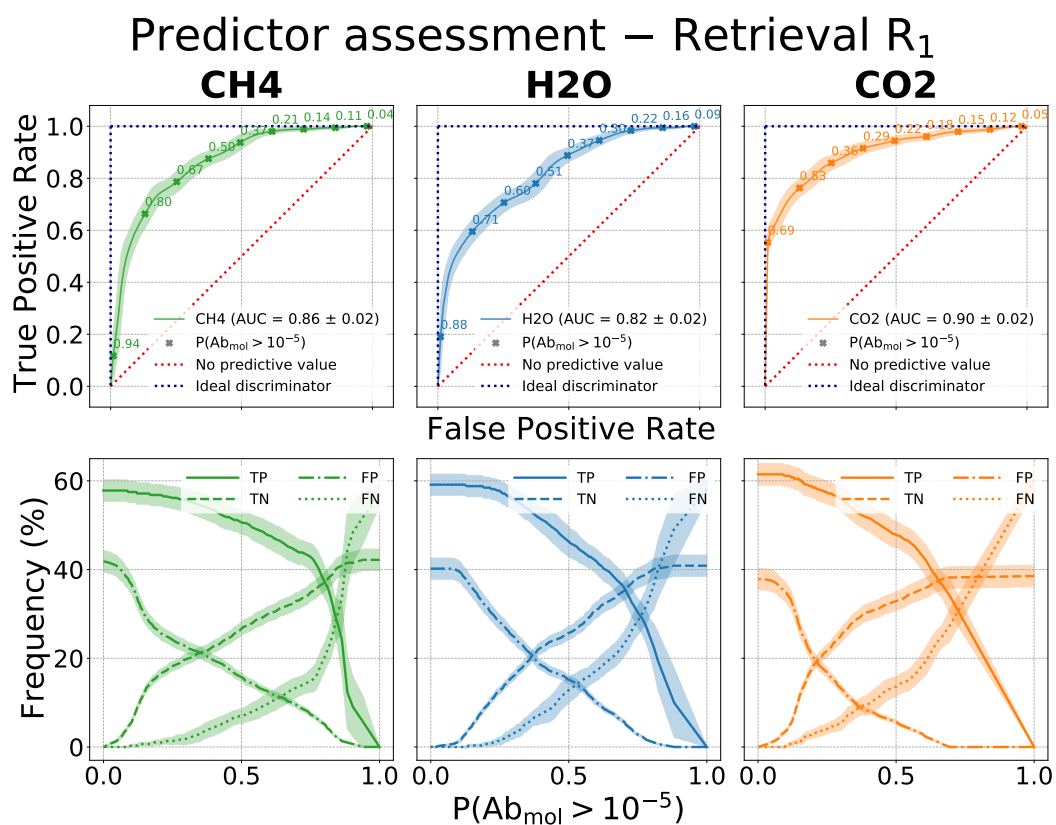 Predictor assessment − Retrieval R₁
CH4 H2O CO2
True Positive Rate
1.0
0.8
0.6
0.4
0.2
0.0
0.94 0.80 0.67 0.50 0.37 0.21 0.14 0.11 0.04
0.88 0.71 0.60 0.51 0.37 0.30 0.22 0.16 0.09
0.69 0.53 0.36 0.29 0.22 0.18 0.15 0.12 0.05
CH4 (AUC = 0.86 ± 0.02)
P(Ab_mol > 10⁻⁵)
No predictive value
Ideal discriminator
H2O (AUC = 0.82 ± 0.02)
P(Ab_mol > 10⁻⁵)
No predictive value
Ideal discriminator
CO2 (AUC = 0.90 ± 0.02)
P(Ab_mol > 10⁻⁵)
No predictive value
Ideal discriminator
False Positive Rate
Frequency (%)
60
40
20
0
TP FP
TN FN
TP FP
TN FN
TP FP
TN FN
0.0 0.5 1.0 0.0 0.5 1.0 0.0 0.5 1.0
P(Ab_mol > 10⁻⁵)